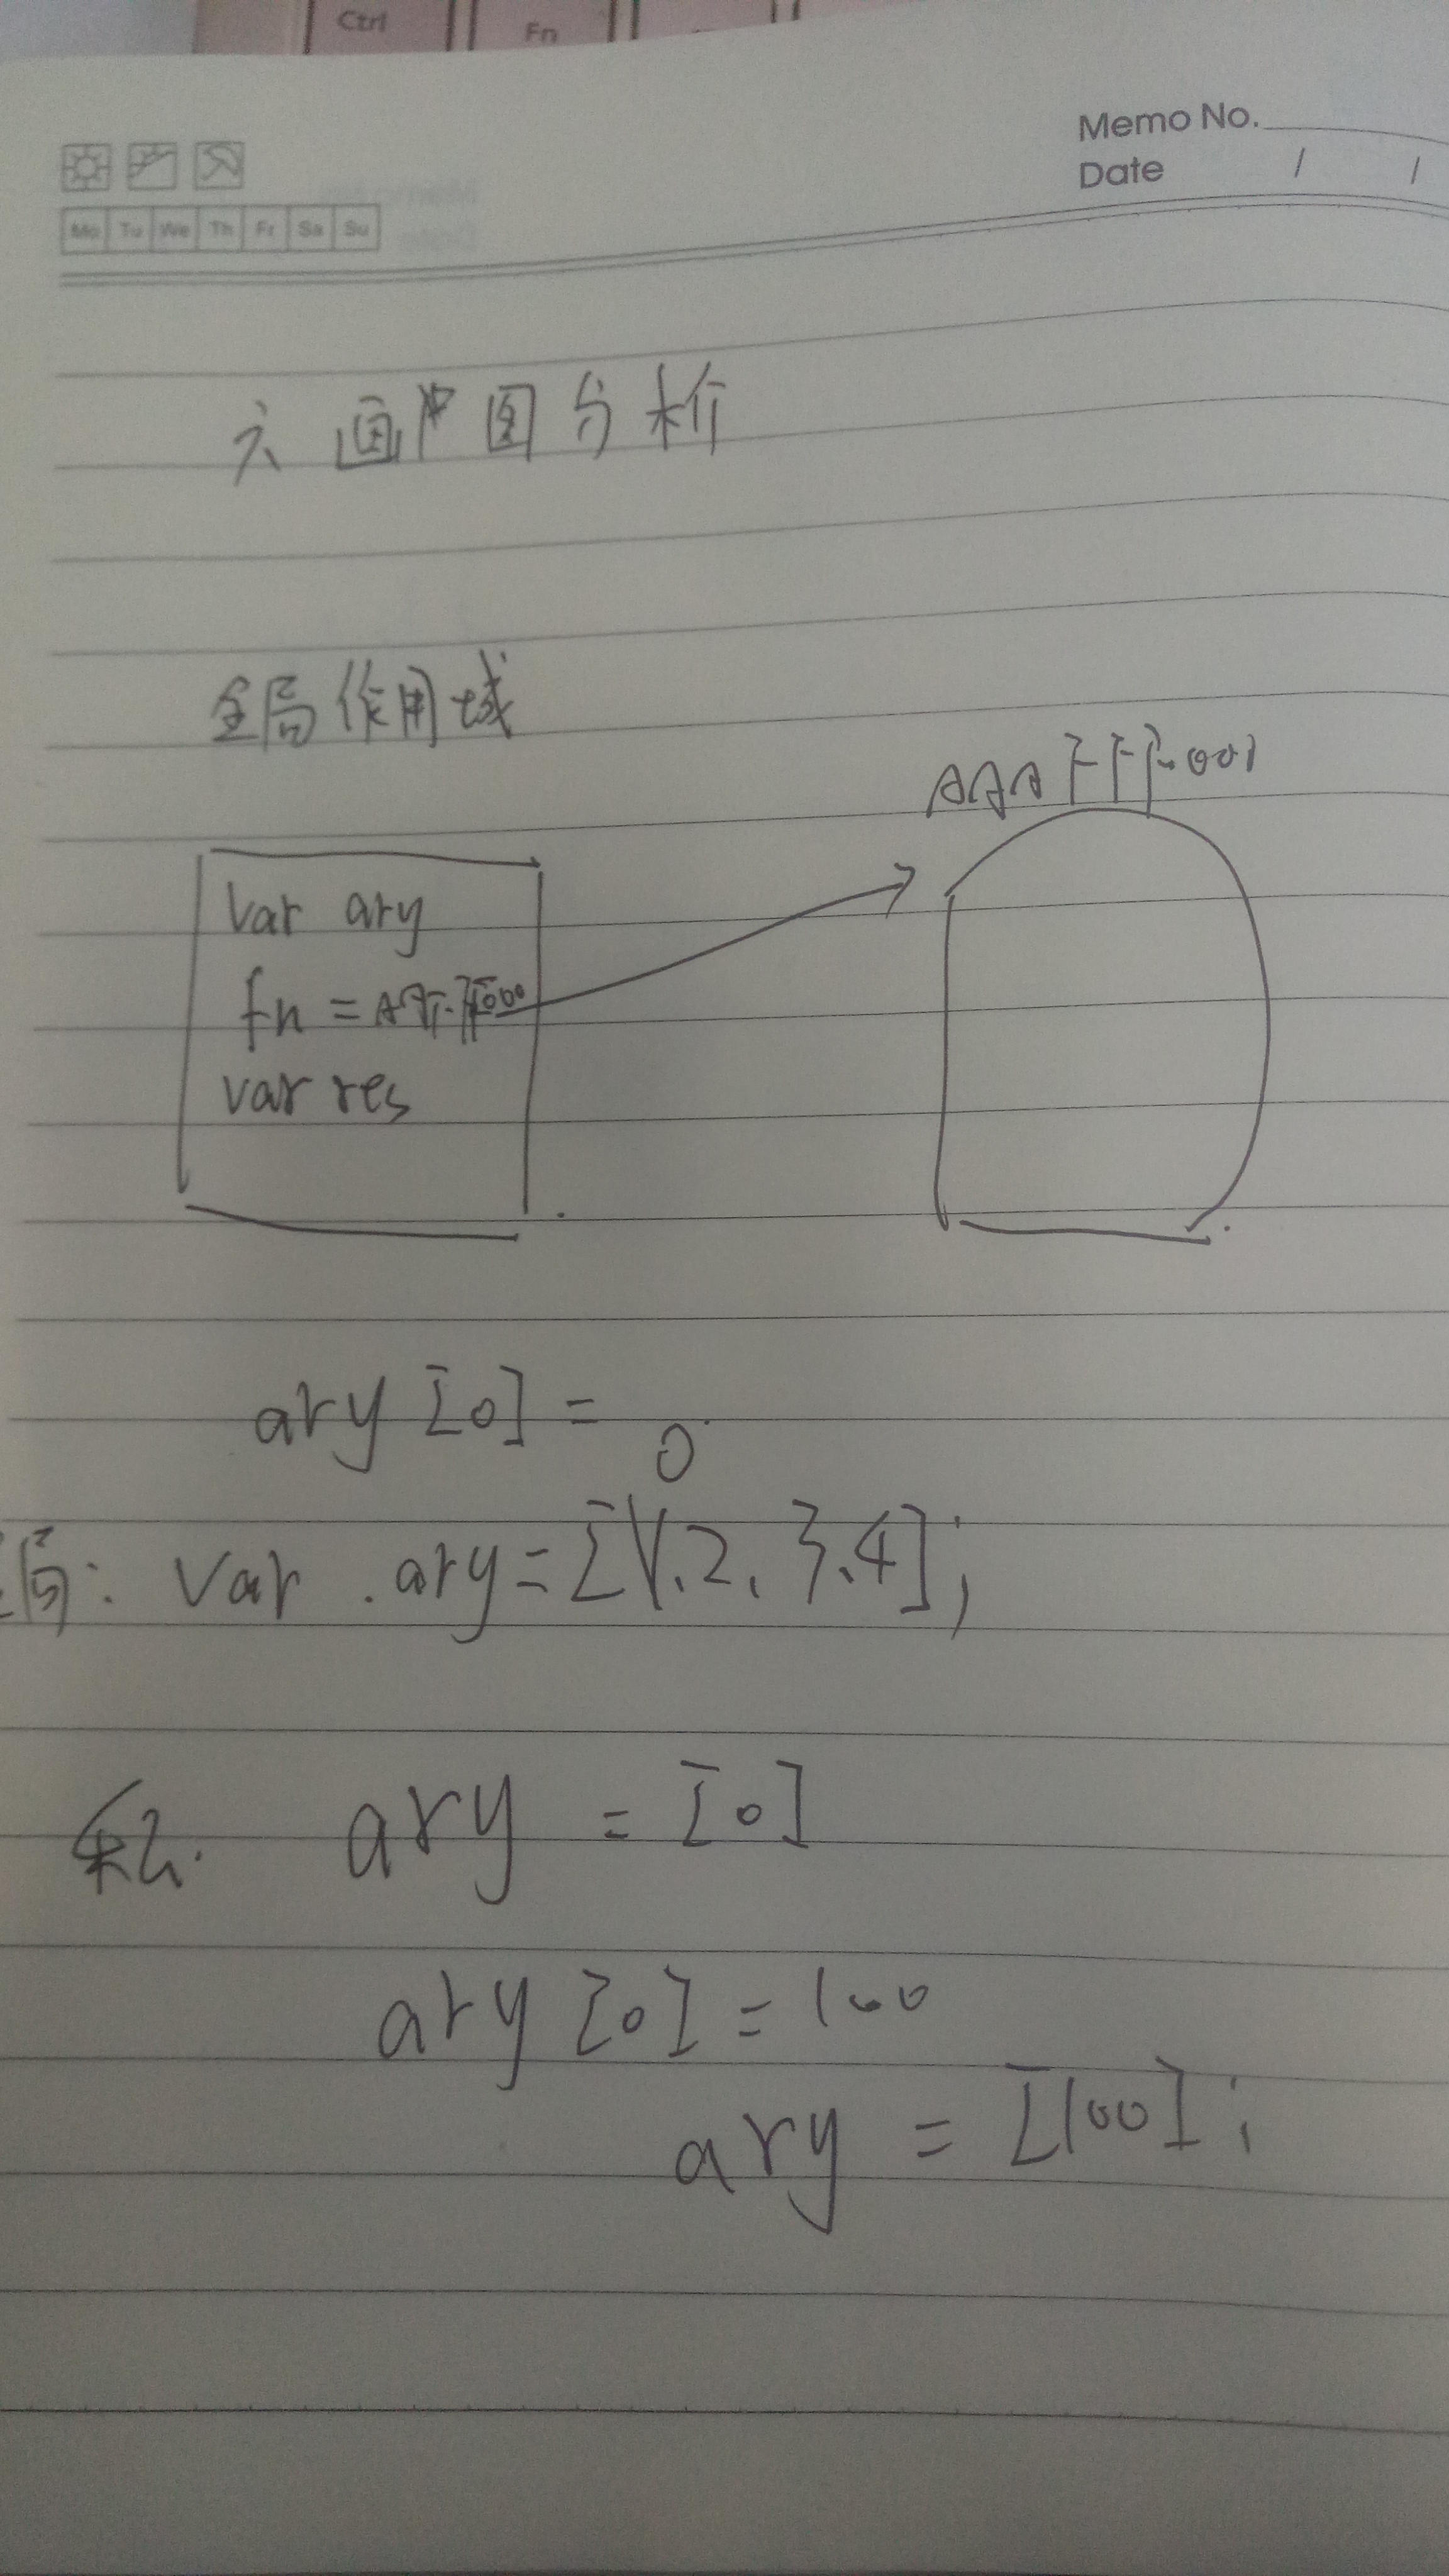 Ctrl Fn
Memo No.
Date / /
Mo Tu We Th Fr Sa Su
六 画图分析
全局作用域
AAAFFF001
var ary
fn =
var res
ary [0] = 0
局: var ary = [1,2,3,4];
私. ary = [0]
ary [0] = 100
ary = [100];